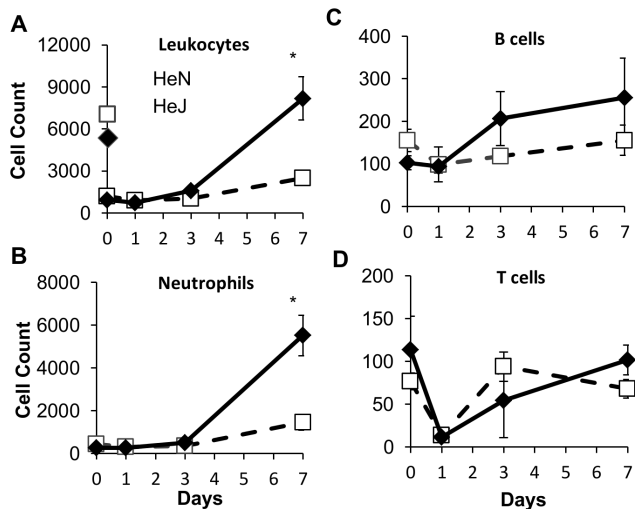 A
Leukocytes
*
12000
9000
6000
3000
0
HeN
HeJ
Cell Count
0 1 2 3 4 5 6 7
C
B cells
400
300
200
100
0
0 1 2 3 4 5 6 7
B
Neutrophils
*
8000
6000
4000
2000
0
Cell Count
0 1 2 3 4 5 6 7
Days
D
T cells
200
150
100
50
0
0 1 2 3 4 5 6 7
Days